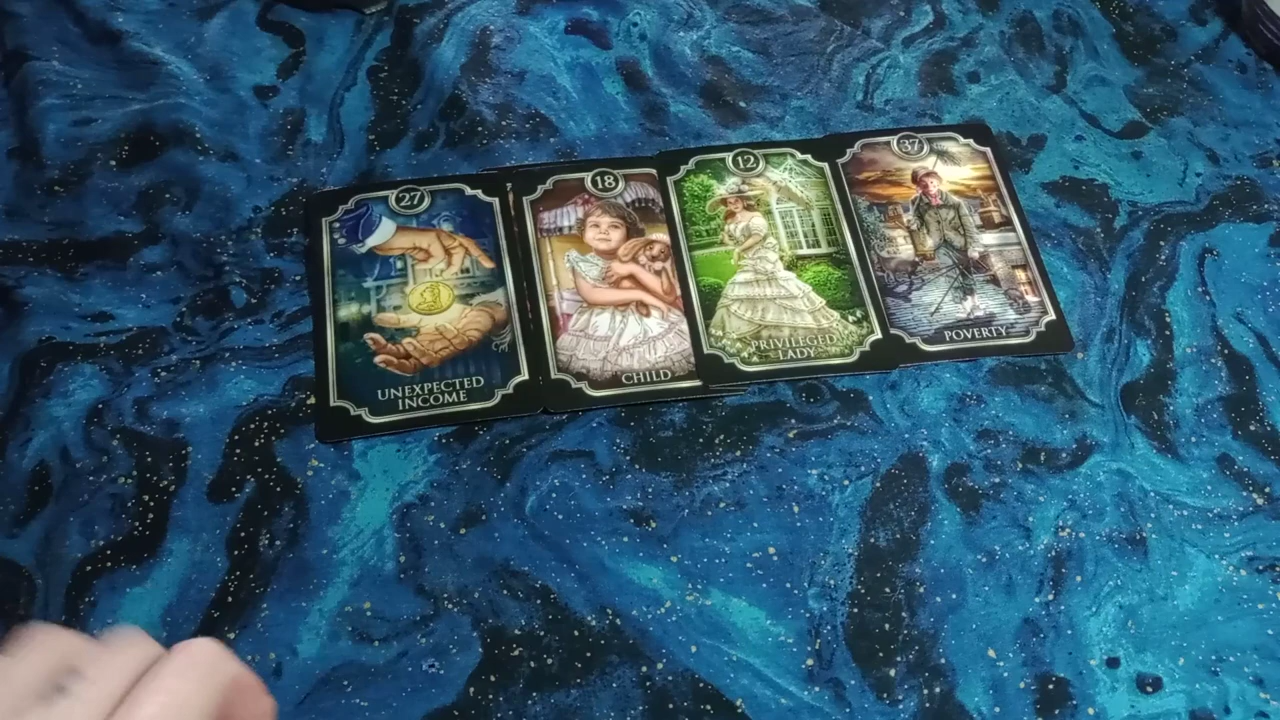 27
UNEXPECTED
INCOME
18
CHILD
12
PRIVILEGED
LADY
37
POVERTY